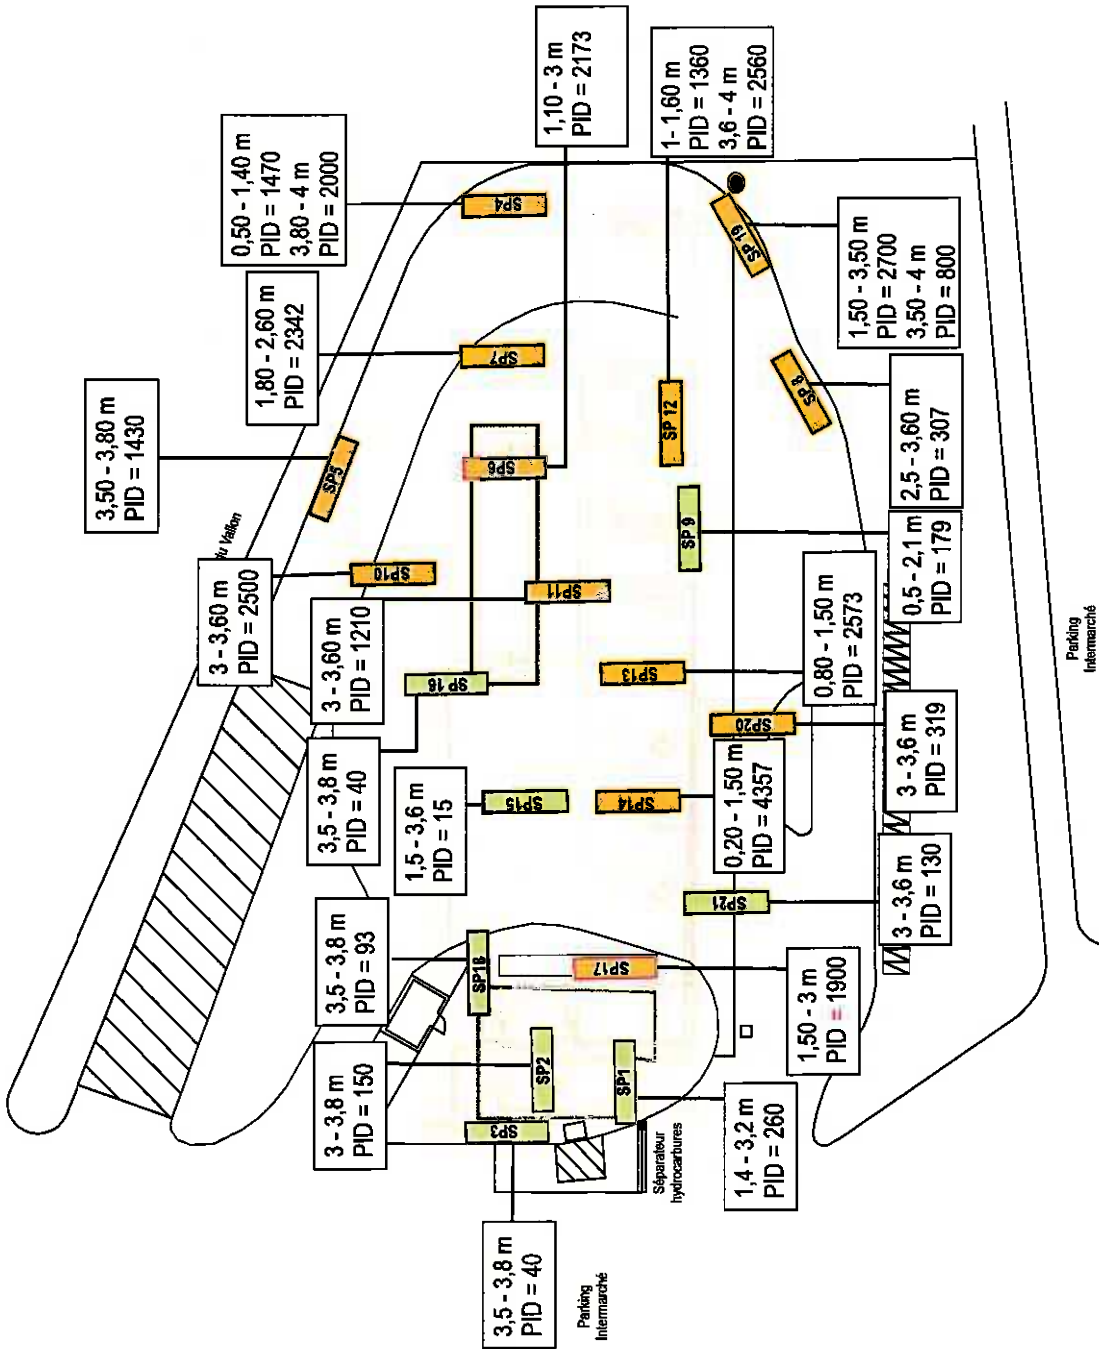 1,10 - 3 m
PID = 2173
1- 1,60 m
PID = 1360
3,6 - 4 m
PID = 2560
0,50 - 1,40 m
PID = 1470
3,80 - 4 m
PID = 2000
1,80 - 2,60 m
PID = 2342
3,50 - 3,80 m
PID = 1430
SP4
SP 19
SP7
SP 8
SP 12
SP6
SP5
1,50 - 3,50 m
PID = 2700
3,50 - 4 m
PID = 800
2,5 - 3,60 m
PID = 307
SP 9
du Vallon
SP10
SP11
3 - 3,60 m
PID = 2500
3 - 3,60 m
PID = 1210
0,5 - 2,1 m
PID = 179
0,80 - 1,50 m
PID = 2573
SP 16
SP13
SP20
3,5 - 3,8 m
PID = 40
1,5 - 3,6 m
PID = 15
SP15
SP14
0,20 - 1,50 m
PID = 4357
3 - 3,6 m
PID = 319
Parking
Intermarché
SP21
3 - 3,6 m
PID = 130
3,5 - 3,8 m
PID = 93
SP18
SP17
1,50 - 3 m
PID = 1900
3 - 3,8 m
PID = 150
SP2
SP1
SP3
1,4 - 3,2 m
PID = 260
Séparateur
hydrocarbures
3,5 - 3,8 m
PID = 40
Parking
Intermarché